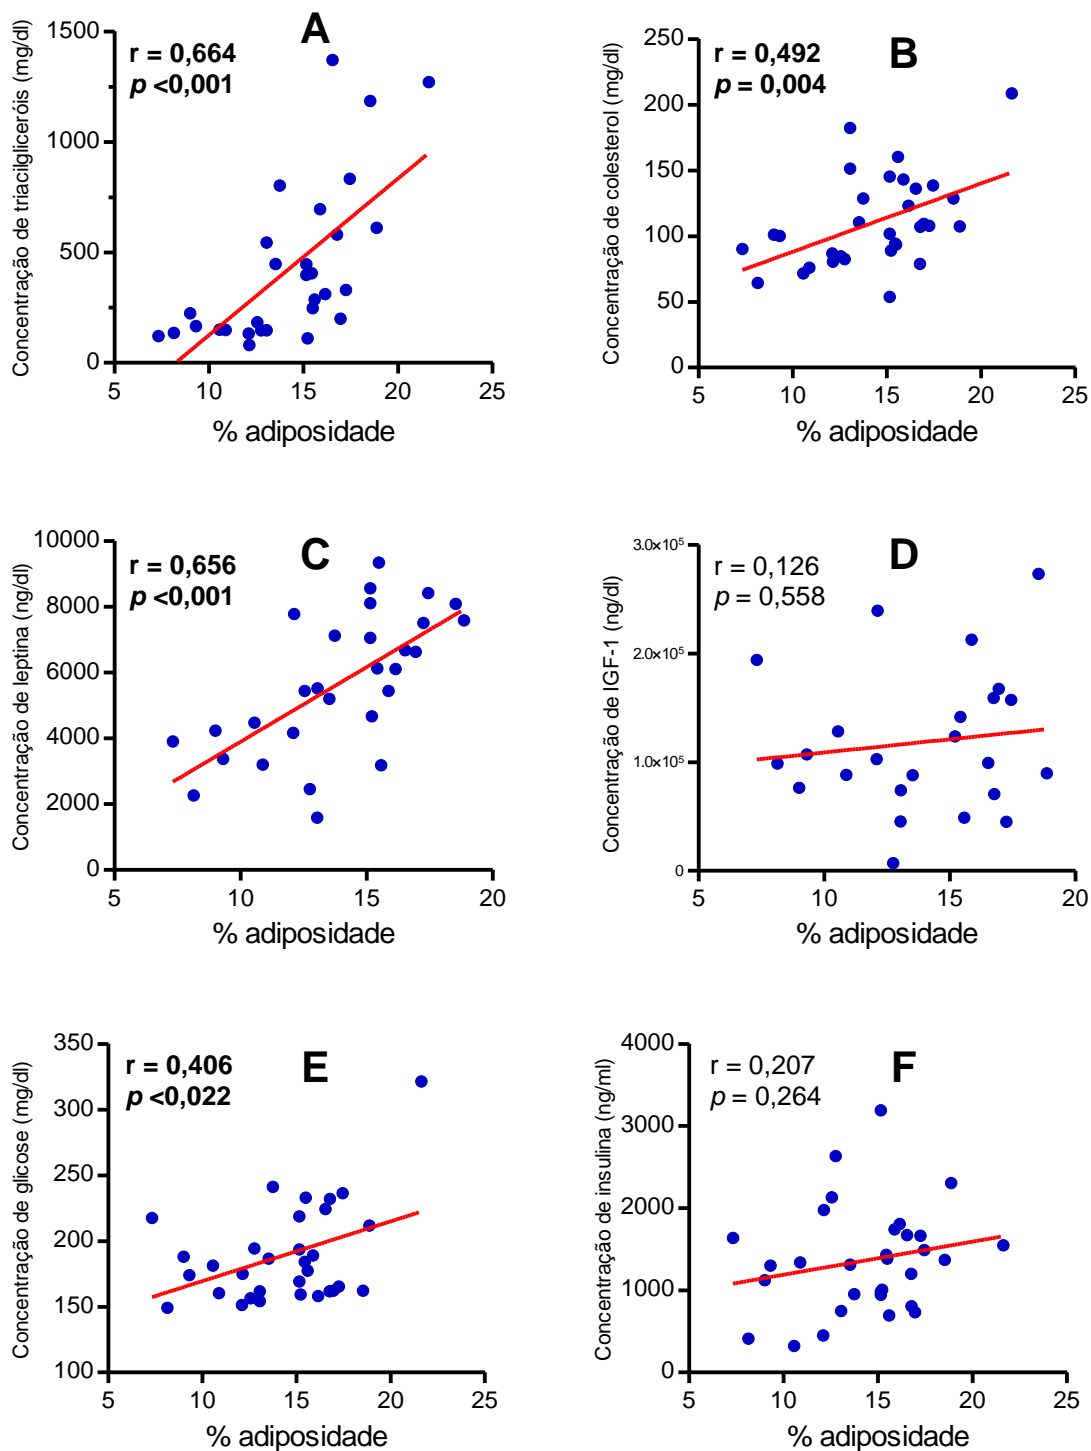 A
r = 0,664
p <0,001
Concentração de triacilgliceróis (mg/dl)
1500
1000
500
0
5 10 15 20 25
% adiposidade
B
r = 0,492
p = 0,004
Concentração de colesterol (mg/dl)
250
200
150
100
50
0
5 10 15 20 25
% adiposidade
C
r = 0,656
p <0,001
Concentração de leptina (ng/dl)
10000
8000
6000
4000
2000
0
5 10 15 20
% adiposidade
D
r = 0,126
p = 0,558
Concentração de IGF-1 (ng/dl)
3.0×10⁵
2.0×10⁵
1.0×10⁵
0
5 10 15 20
% adiposidade
E
r = 0,406
p <0,022
Concentração de glicose (mg/dl)
350
300
250
200
150
100
5 10 15 20 25
% adiposidade
F
r = 0,207
p = 0,264
Concentração de insulina (ng/ml)
4000
3000
2000
1000
0
5 10 15 20 25
% adiposidade